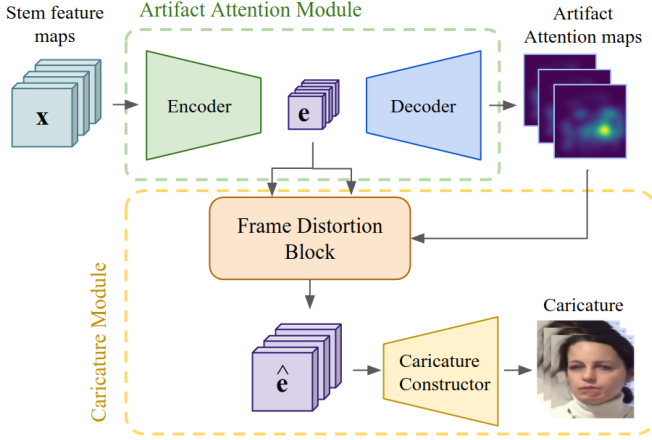 Stem feature
maps
Artifact Attention Module
Artifact
Attention maps
x
Encoder
e
Decoder
Frame Distortion
Block
Caricature Module
ê
Caricature
Constructor
Caricature